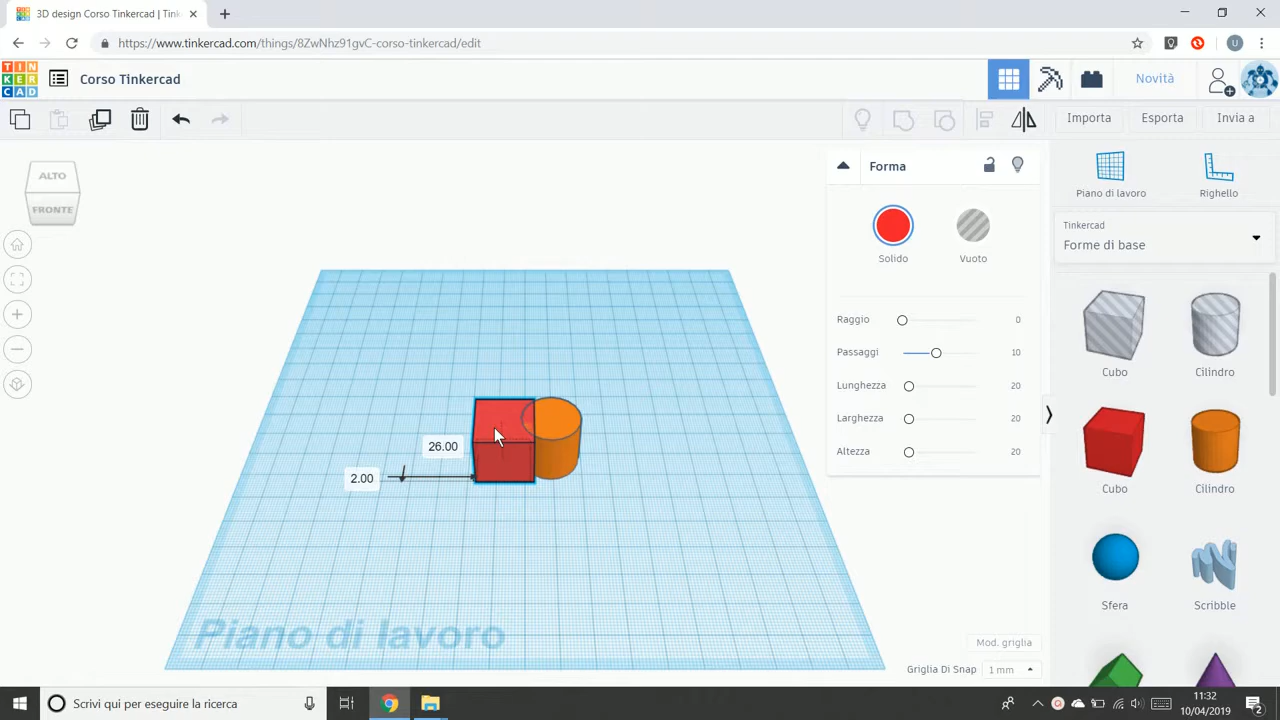 3D design Corso Tinkercad | Tink
https://www.tinkercad.com/things/8ZwNhz91gvC-corso-tinkercad/edit
U
TIN
KER
CAD
Corso Tinkercad
Novità
Importa
Esporta
Invia a
ALTO
FRONTE
Forma
Solido
Vuoto
Raggio 0
Passaggi 10
Lunghezza 20
Larghezza 20
Altezza 20
Piano di lavoro
Righello
Tinkercad
Forme di base
Cubo
Cilindro
Cubo
Cilindro
Sfera
Scribble
26.00
2.00
Piano di lavoro
Mod. griglia
Griglia Di Snap 1 mm
Scrivi qui per eseguire la ricerca
11:32
10/04/2019
2